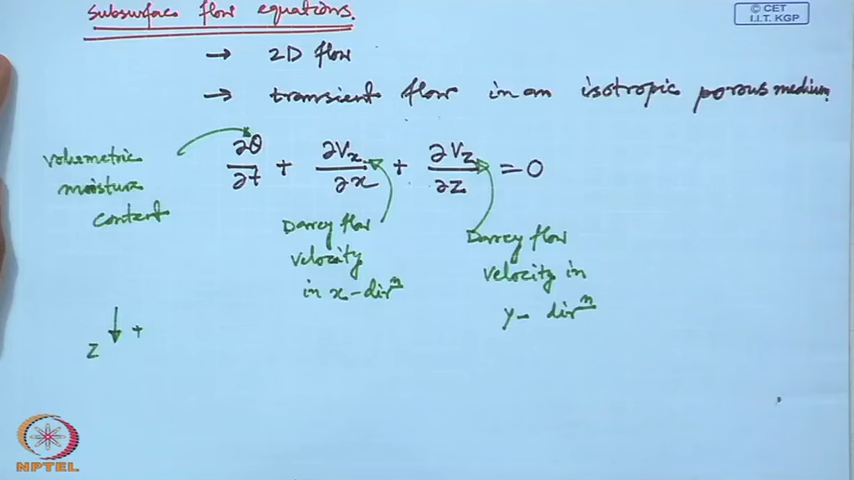 subsurface flow equations.
© CET
I.I.T. KGP
→ 2D flow
→ transient flow in an isotropic porous medium.
volumetric
moisture
content
∂θ/∂t + ∂Vx/∂x + ∂Vz/∂z = 0
Darcy flow
velocity
in x-dirⁿ
Darcy flow
velocity in
y- dirⁿ
z ↓ +
NPTEL